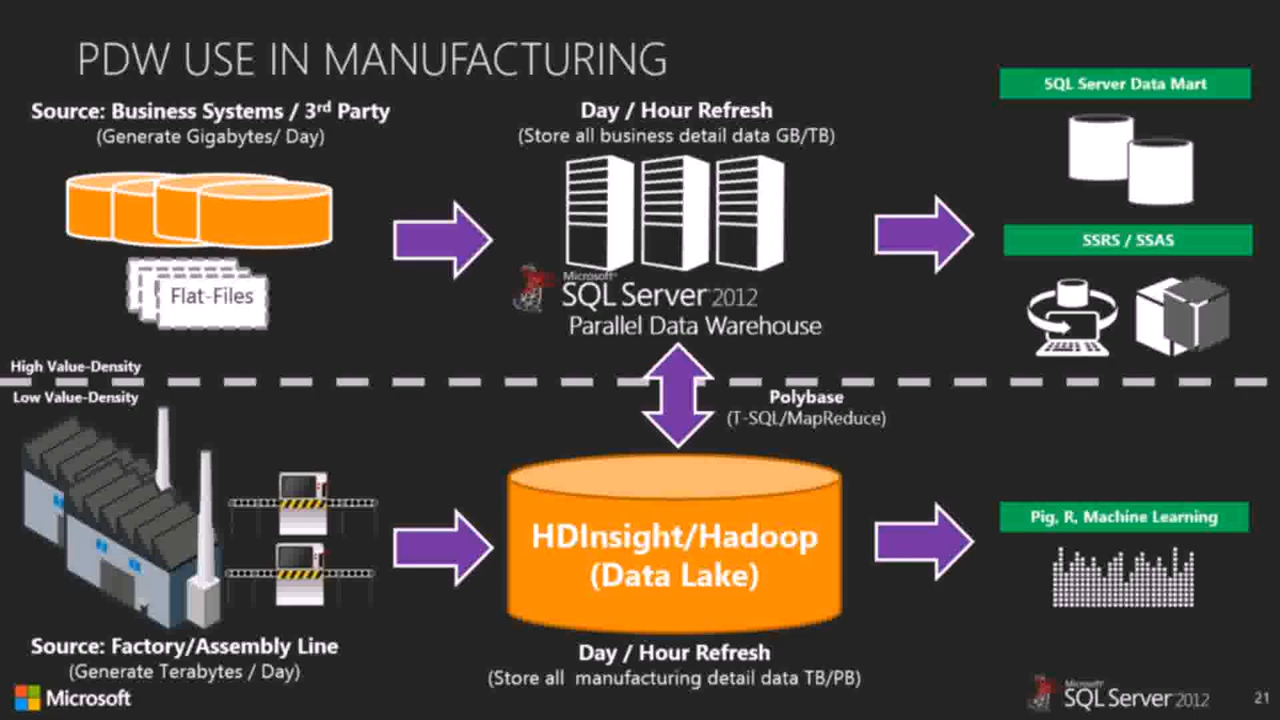 PDW USE IN MANUFACTURING
Source: Business Systems / 3rd Party
(Generate Gigabytes/ Day)
Flat-Files
Day / Hour Refresh
(Store all business detail data GB/TB)
Microsoft®
SQL Server 2012
Parallel Data Warehouse
SQL Server Data Mart
SSRS / SSAS
High Value-Density
Low Value-Density
Polybase
(T-SQL/MapReduce)
HDInsight/Hadoop
(Data Lake)
Pig, R, Machine Learning
Source: Factory/Assembly Line
(Generate Terabytes / Day)
Day / Hour Refresh
(Store all manufacturing detail data TB/PB)
Microsoft
Microsoft®
SQL Server 2012
21